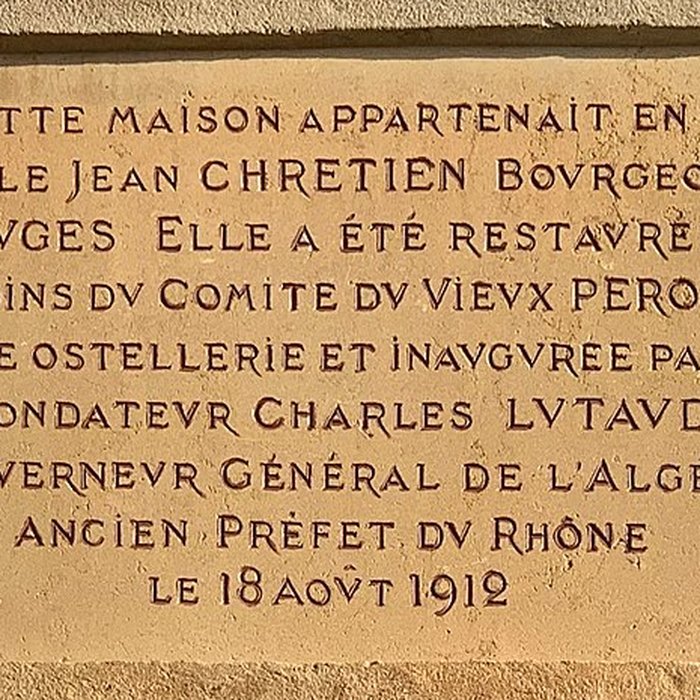 TTE MAISON APPARTENAIT EN
LE JEAN CHRETIEN BOVRGEO
VGES ELLE A ÉTÉ RESTAVRÉ
INS DV COMITE DV VIEVX PERO
E OSTELLERIE ET INAVGVREE PA
ONDATEVR CHARLES LVTAVD
VERNEVR GÉNÉRAL DE L'ALGE
ANCIEN PRÉFET DV RHÔNE
LE 18 AOV̂T 1912